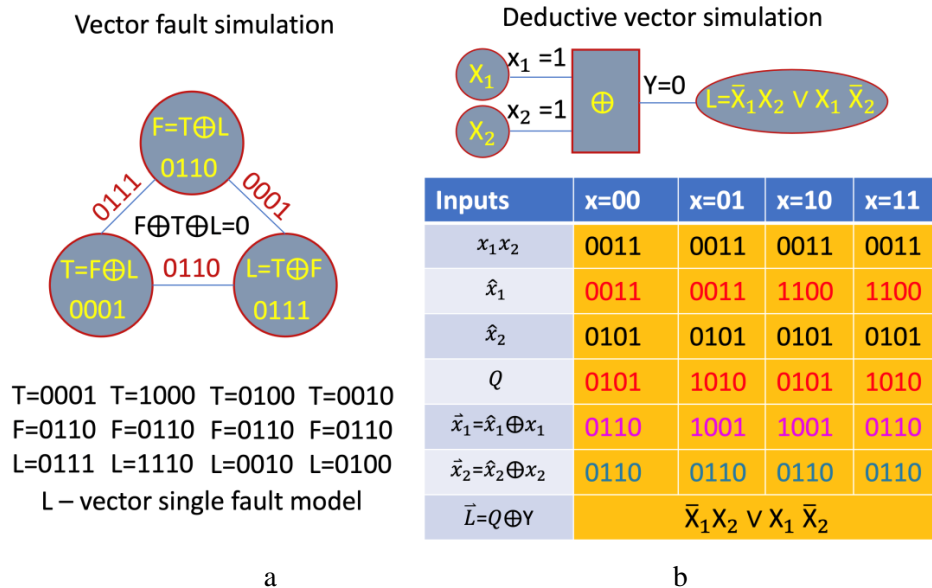 Vector fault simulation
F=T⊕L
0110
0111
0001
F⊕T⊕L=0
T=F⊕L
0001
0110
L=T⊕F
0111
T=0001 T=1000 T=0100 T=0010
F=0110 F=0110 F=0110 F=0110
L=0111 L=1110 L=0010 L=0100
L – vector single fault model
a
Deductive vector simulation
X₁
x₁ =1
X₂
x₂ =1
⊕
Y=0
L=X̄₁X₂ ∨ X₁ X̄₂
Inputs x=00 x=01 x=10 x=11
x₁x₂ 0011 0011 0011 0011
x̂₁ 0011 0011 1100 1100
x̂₂ 0101 0101 0101 0101
Q 0101 1010 0101 1010
x⃗₁=x̂₁⊕x₁ 0110 1001 1001 0110
x⃗₂=x̂₂⊕x₂ 0110 0110 0110 0110
L⃗=Q⊕Y X̄₁X₂ ∨ X₁ X̄₂
b